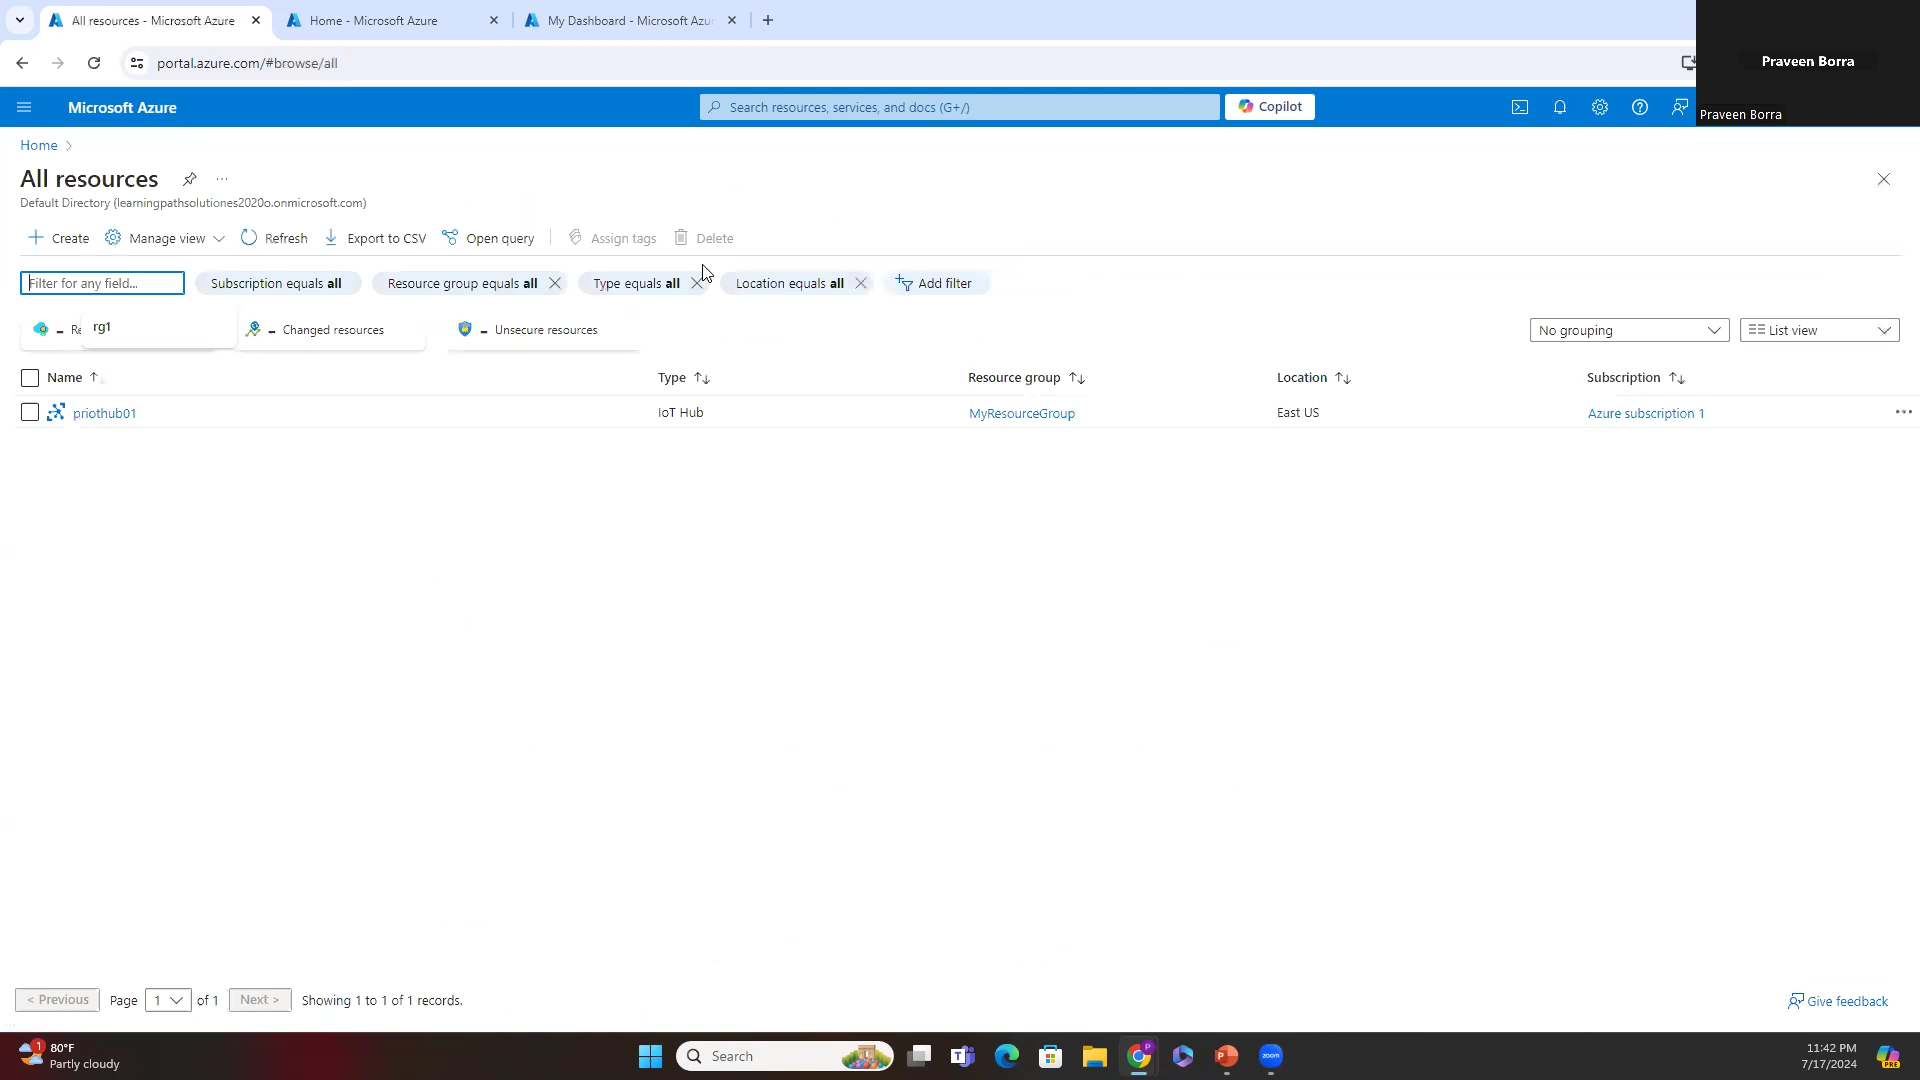 All resources - Microsoft Azure
Home - Microsoft Azure
My Dashboard - Microsoft Azu
portal.azure.com/#browse/all
Praveen Borra
Praveen Borra
Microsoft Azure
Search resources, services, and docs (G+/)
Copilot
Home
All resources
Default Directory (learningpathsolutiones2020o.onmicrosoft.com)
Create
Manage view
Refresh
Export to CSV
Open query
Assign tags
Delete
Filter for any field...
Subscription equals all
Resource group equals all
Type equals all
Location equals all
Add filter
Re
rg1
Changed resources
Unsecure resources
No grouping
List view
Name
Type
Resource group
Location
Subscription
priothub01
IoT Hub
MyResourceGroup
East US
Azure subscription 1
< Previous
Page 1 of 1
Next >
Showing 1 to 1 of 1 records.
Give feedback
1
80°F
Partly cloudy
Search
zoom
11:42 PM
7/17/2024
PRE